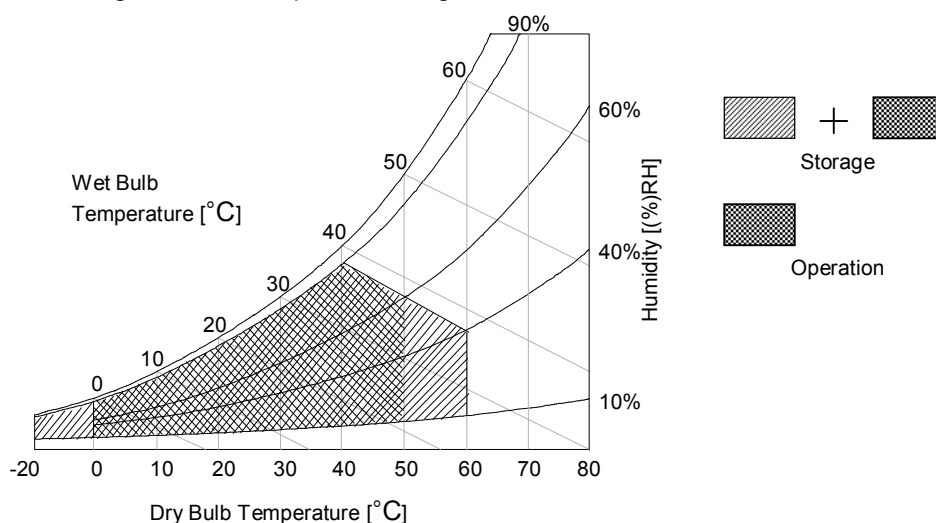 90%
60
60%
50
Wet Bulb
Temperature [°C]
40
40%
30
20
10
0
10%
Humidity [(%)RH]
-20 0 10 20 30 40 50 60 70 80
Dry Bulb Temperature [°C]
+
Storage
Operation